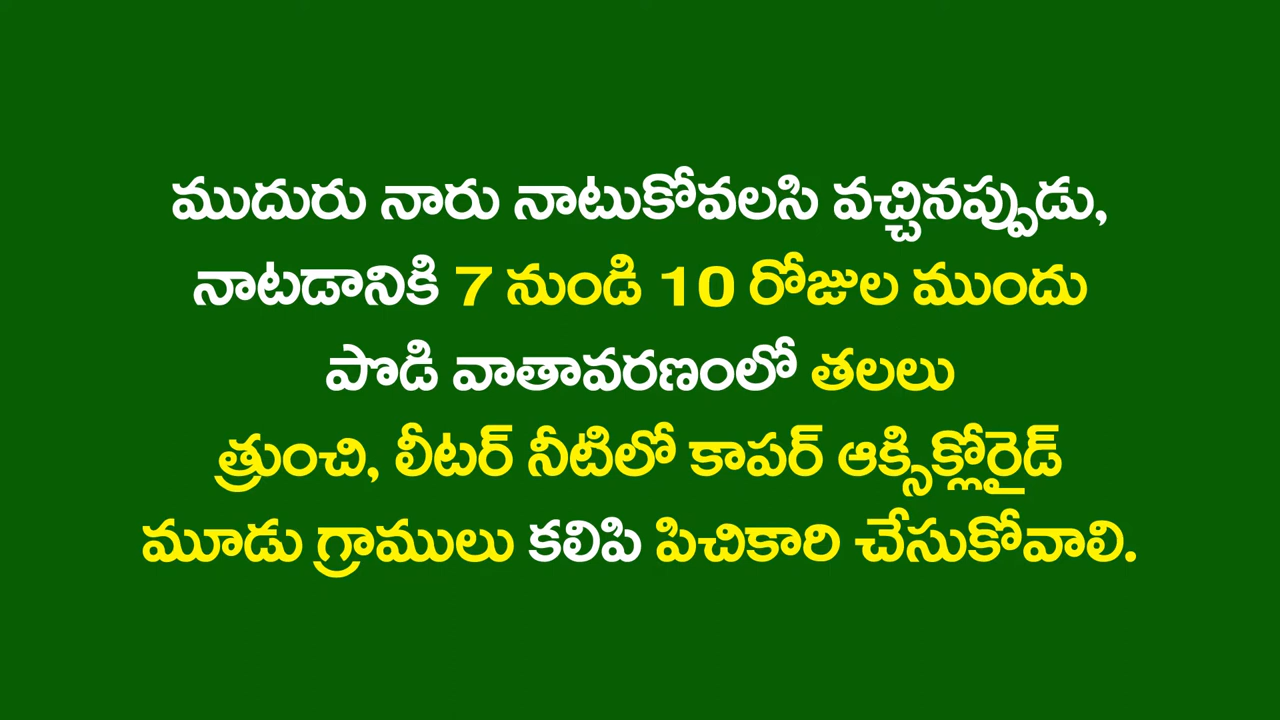 ముదురు నారు నాటుకోవలసి వచ్చినప్పుడు,
నాటడానికి 7 నుండి 10 రోజుల ముందు
పొడి వాతావరణంలో తలలు
త్రుంచి, లీటర్ నీటిలో కాపర్ ఆక్సిక్లోరైడ్
మూడు గ్రాములు కలిపి పిచికారి చేసుకోవాలి.